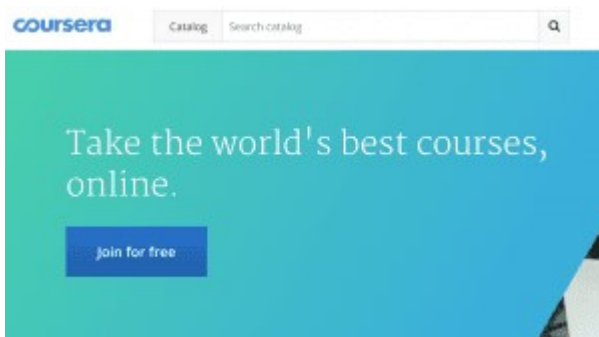 coursera Catalog Search catalog
Take the world's best courses,
online.
Join for free